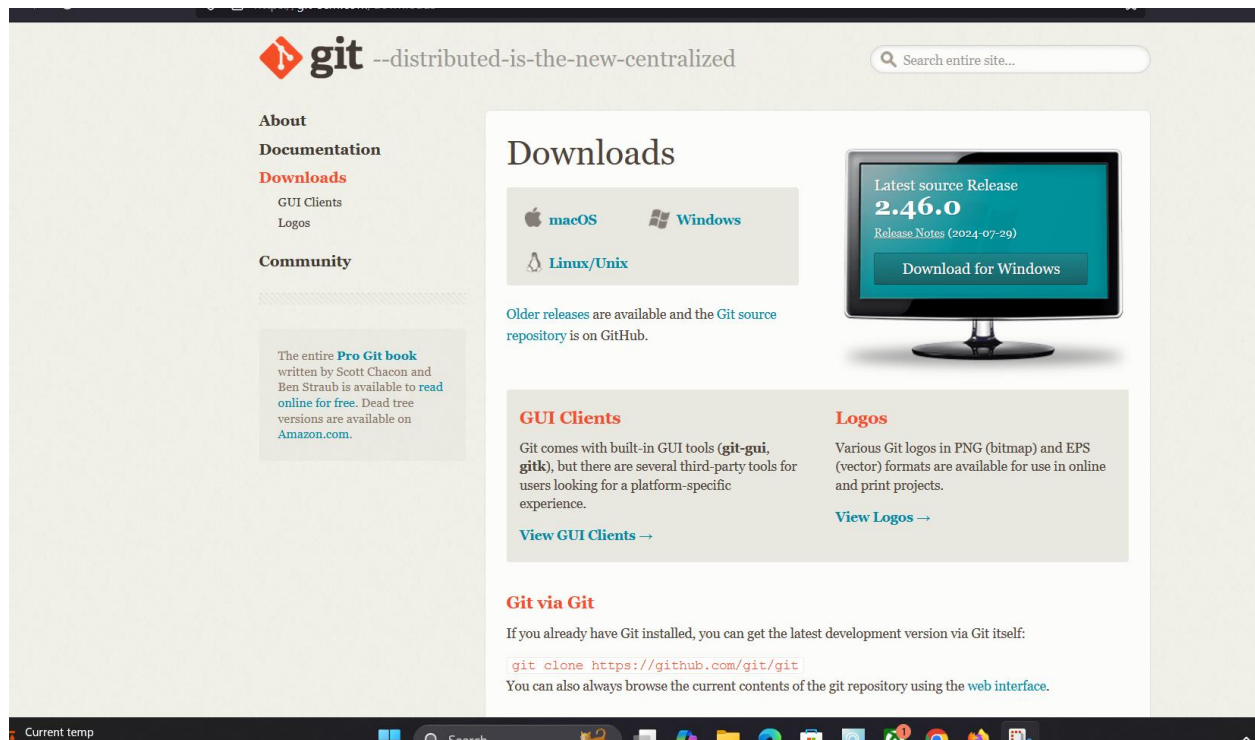 git --distributed-is-the-new-centralized
Search entire site...
About
Documentation
Downloads
GUI Clients
Logos
Community
The entire Pro Git book
written by Scott Chacon and
Ben Straub is available to read
online for free. Dead tree
versions are available on
Amazon.com.
Downloads
macOS
Windows
Linux/Unix
Older releases are available and the Git source
repository is on GitHub.
Latest source Release
2.46.0
Release Notes (2024-07-29)
Download for Windows
GUI Clients
Git comes with built-in GUI tools (git-gui,
gitk), but there are several third-party tools for
users looking for a platform-specific
experience.
View GUI Clients →
Logos
Various Git logos in PNG (bitmap) and EPS
(vector) formats are available for use in online
and print projects.
View Logos →
Git via Git
If you already have Git installed, you can get the latest development version via Git itself:
git clone https://github.com/git/git
You can also always browse the current contents of the git repository using the web interface.
Current temp
Search
1